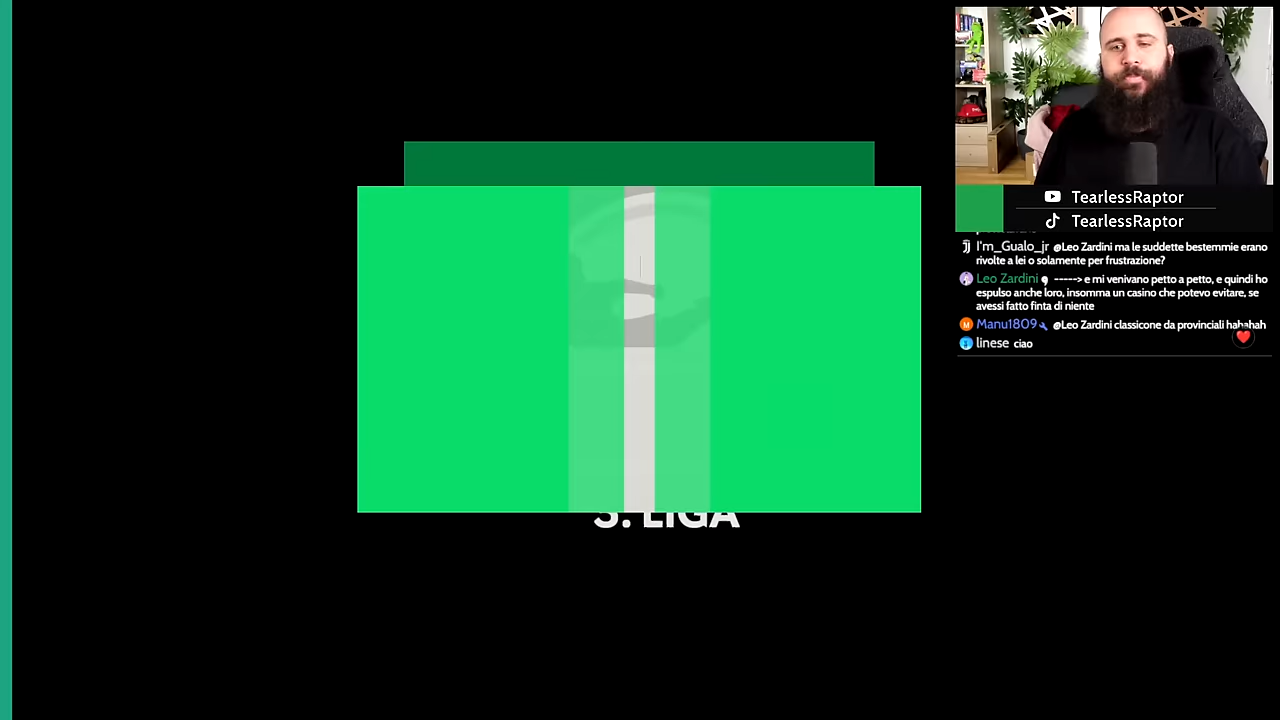 TearlessRaptor
TearlessRaptor
I'm_Gualo_jr @Leo Zardini ma le suddette bestemmie erano
rivolte a lei o solamente per frustrazione?
Leo Zardini -----> e mi venivano petto a petto, e quindi ho
espulso anche loro, insomma un casino che potevo evitare, se
avessi fatto finta di niente
Manu1809 @Leo Zardini classicone da provinciali hahahah
linese ciao
3. LIGA